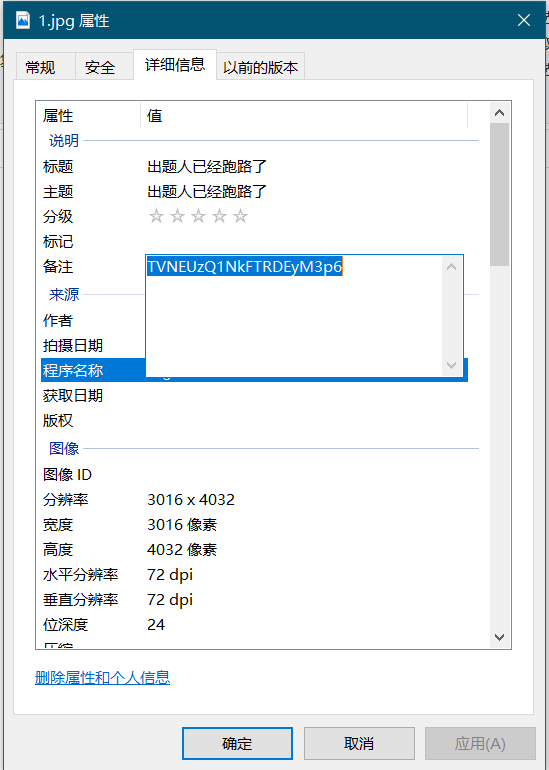 1.jpg 属性
常规 安全 详细信息 以前的版本
属性 值
说明
标题 出题人已经跑路了
主题 出题人已经跑路了
分级 ☆☆☆☆☆
标记
备注 TVNEUzQ1NkFTRDEyM3p6
来源
作者
拍摄日期
程序名称
获取日期
版权
图像
图像 ID
分辨率 3016 x 4032
宽度 3016 像素
高度 4032 像素
水平分辨率 72 dpi
垂直分辨率 72 dpi
位深度 24
删除属性和个人信息
确定 取消 应用(A)